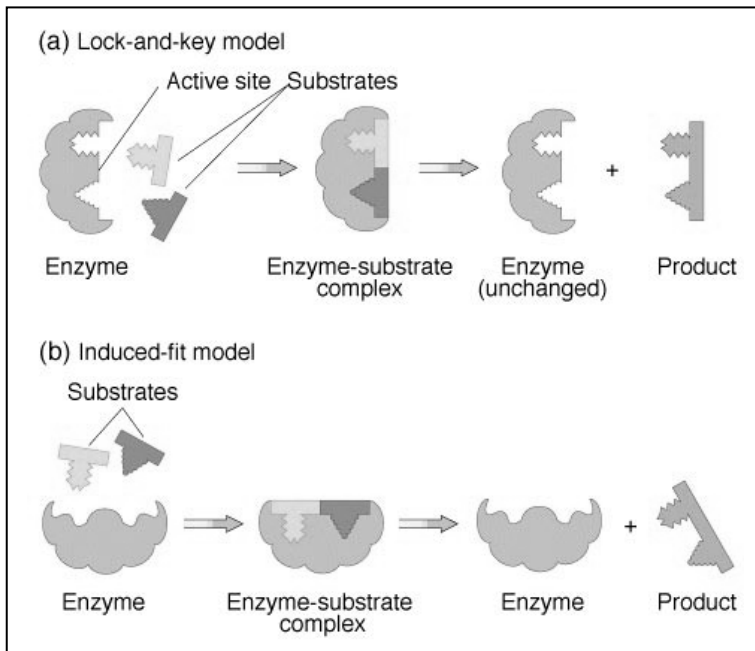 (a) Lock-and-key model
Active site
Substrates
+
Enzyme
Enzyme-substrate
complex
Enzyme
(unchanged)
Product
(b) Induced-fit model
Substrates
+
Enzyme
Enzyme-substrate
complex
Enzyme
Product